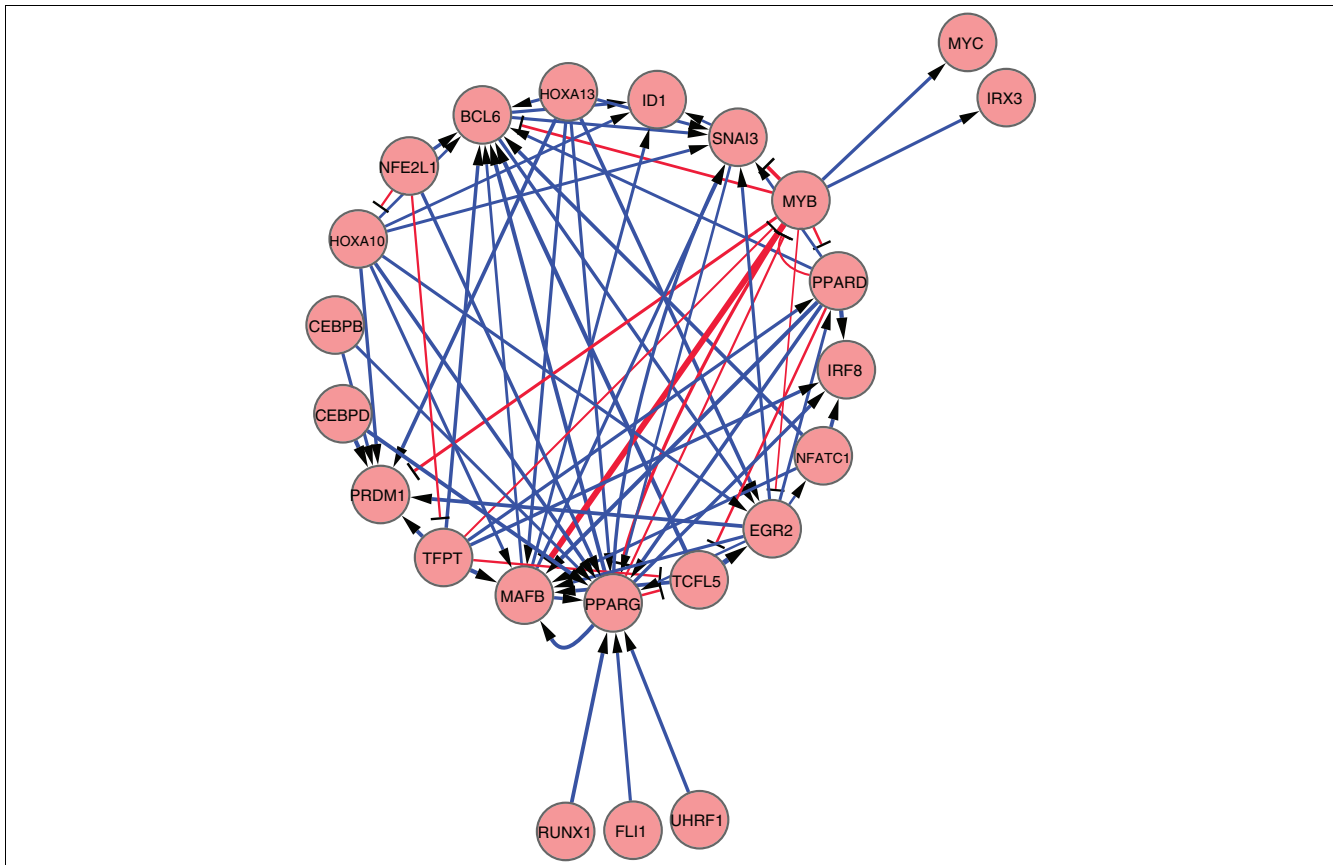 MYC
IRX3
HOXA13
ID1
BCL6
SNAI3
NFE2L1
MYB
HOXA10
PPARD
CEBPB
IRF8
CEBPD
NFATC1
PRDM1
EGR2
TFPT
TCFL5
MAFB
PPARG
RUNX1
FLI1
UHRF1